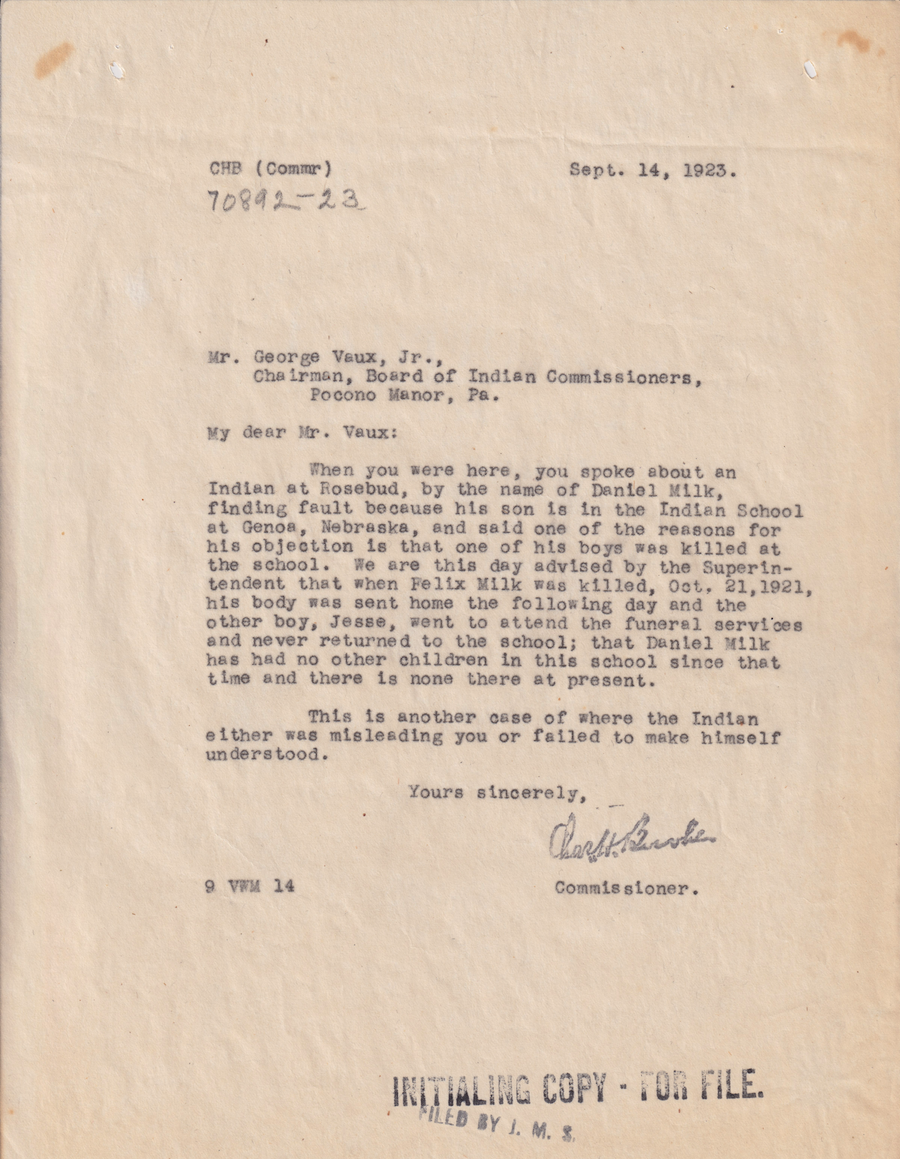 CHB (Commr)
Sept. 14, 1923.
70892-23
Mr. George Vaux, Jr.,
Chairman, Board of Indian Commissioners,
Pocono Manor, Pa.
My dear Mr. Vaux:
When you were here, you spoke about an
Indian at Rosebud, by the name of Daniel Milk,
finding fault because his son is in the Indian School
at Genoa, Nebraska, and said one of the reasons for
his objection is that one of his boys was killed at
the school. We are this day advised by the Superin-
tendent that when Felix Milk was killed, Oct. 21,1921,
his body was sent home the following day and the
other boy, Jesse, went to attend the funeral services
and never returned to the school; that Daniel Milk
has had no other children in this school since that
time and there is none there at present.
This is another case of where the Indian
either was misleading you or failed to make himself
understood.
Yours sincerely,
Chas. H. Burke
9 VWM 14
Commissioner.
INITIALING COPY - FOR FILE.
FILED BY J. M. S.